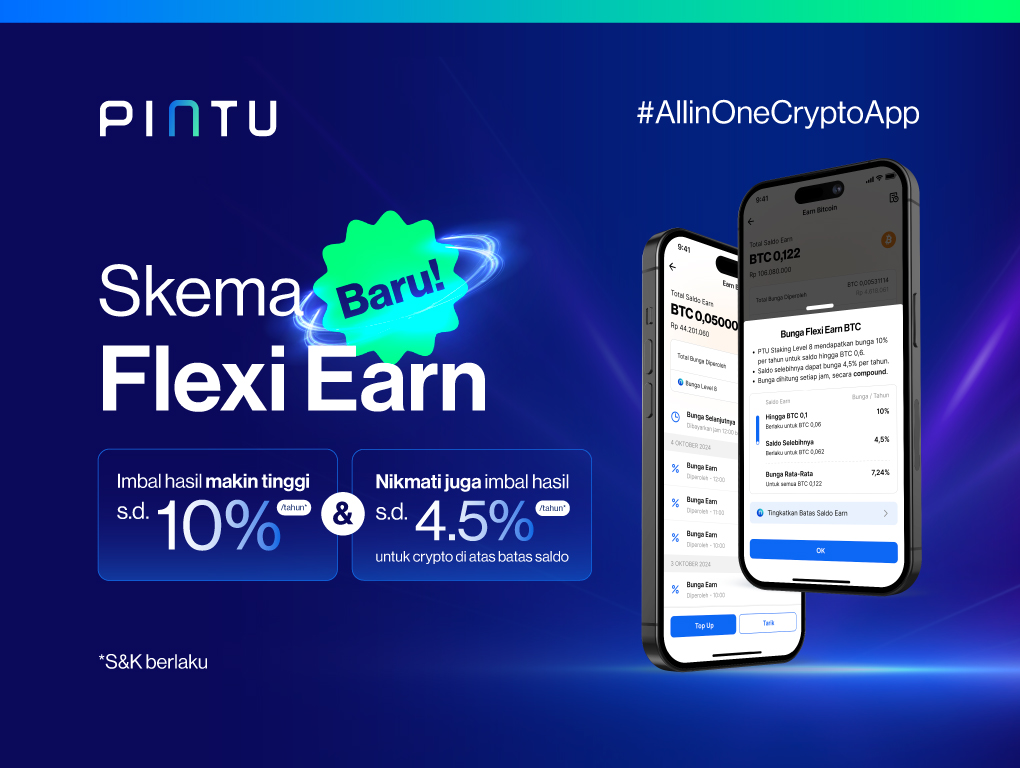 PINTU
#AllinOneCryptoApp
Skema
Baru!
Flexi Earn
Imbal hasil makin tinggi
s.d. 10% /tahun*
&
Nikmati juga imbal hasil
s.d. 4.5% /tahun*
untuk crypto di atas batas saldo
*S&K berlaku
9:41
Earn B
Total Saldo Earn
BTC 0,05000
Rp 44.201.060
Total Bunga Diperoleh
Bunga Level 8
Bunga Selanjutnya
Dibayarkan jam 12:00
4 OKTOBER 2024
Bunga Earn
Diperoleh - 12:00
Bunga Earn
Diperoleh - 11:00
Bunga Earn
Diperoleh - 10:00
3 OKTOBER 2024
Bunga Earn
Diperoleh - 10:00
Top Up
Tarik
9:41
Earn Bitcoin
Total Saldo Earn
BTC 0,122
Rp 106.080.000
Total Bunga Diperoleh
BTC 0,00531114
Bunga Flexi Earn BTC
• PTU Staking Level 8 mendapatkan bunga 10%
per tahun untuk saldo hingga BTC 0,6.
• Saldo selebihnya dapat bunga 4,5% per tahun.
• Bunga dihitung setiap jam, secara compound.
Saldo Earn Bunga / Tahun
Hingga BTC 0,1 10%
Berlaku untuk BTC 0,06
Saldo Selebihnya 4,5%
Berlaku untuk BTC 0,062
Bunga Rata-Rata 7,24%
Untuk semua BTC 0,122
Tingkatkan Batas Saldo Earn
OK